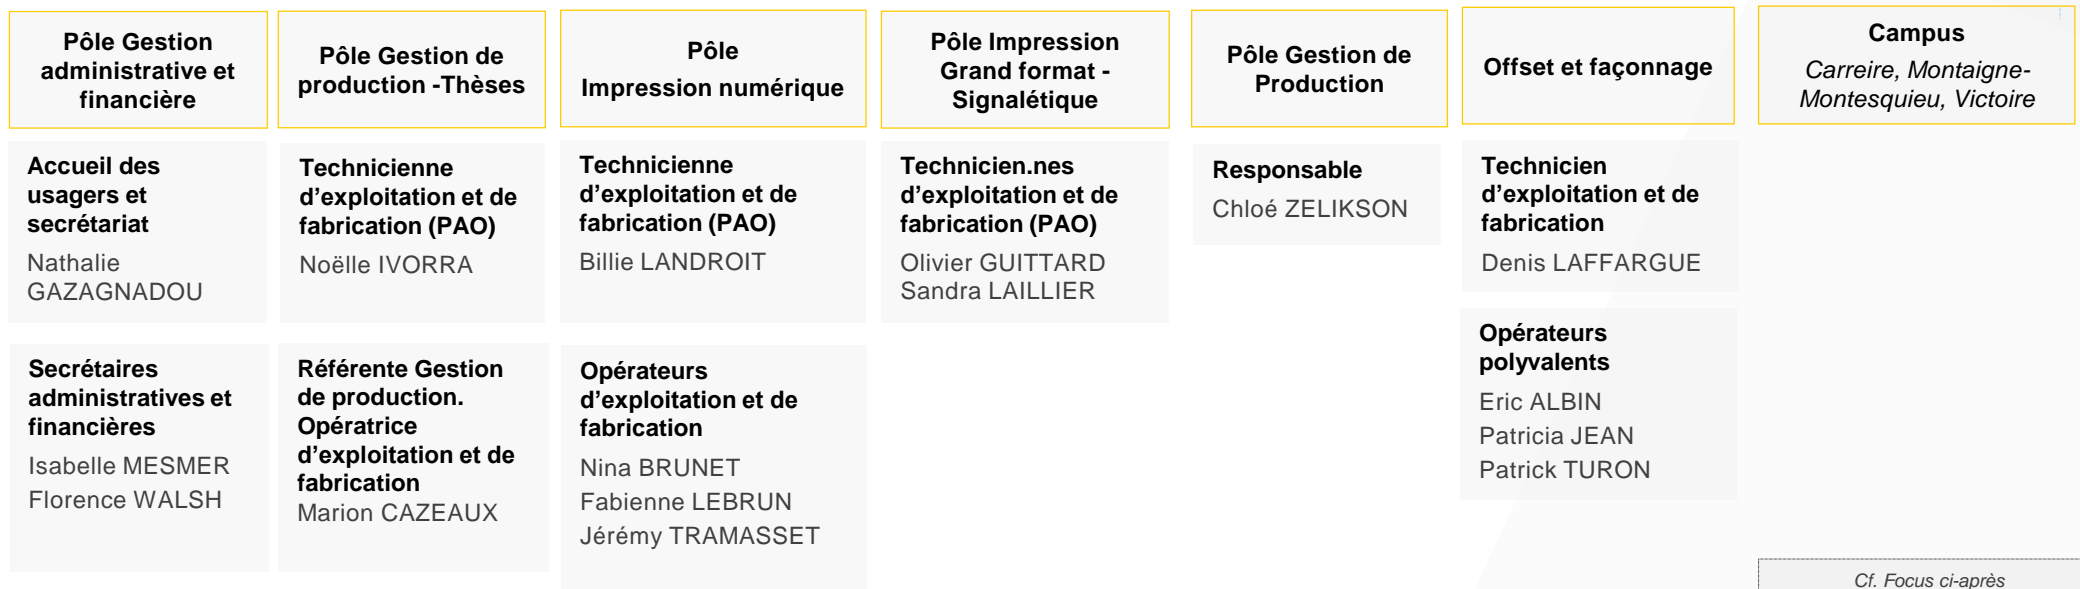 Pôle Gestion
administrative et
financière
Accueil des
usagers et
secrétariat
Nathalie
GAZAGNADOU
Secrétaires
administratives et
financières
Isabelle MESMER
Florence WALSH
Pôle Gestion de
production -Thèses
Technicienne
d’exploitation et de
fabrication (PAO)
Noëlle IVORRA
Référente Gestion
de production.
Opératrice
d’exploitation et de
fabrication
Marion CAZEAUX
Pôle
Impression numérique
Technicienne
d’exploitation et de
fabrication (PAO)
Billie LANDROIT
Opérateurs
d’exploitation et de
fabrication
Nina BRUNET
Fabienne LEBRUN
Jérémy TRAMASSET
Pôle Impression
Grand format -
Signalétique
Technicien.nes
d’exploitation et de
fabrication (PAO)
Olivier GUITTARD
Sandra LAILLIER
Pôle Gestion de
Production
Responsable
Chloé ZELIKSON
Offset et façonnage
Technicien
d’exploitation et de
fabrication
Denis LAFFARGUE
Opérateurs
polyvalents
Eric ALBIN
Patricia JEAN
Patrick TURON
Campus
Carreire, Montaigne-
Montesquieu, Victoire
Cf. Focus ci-après